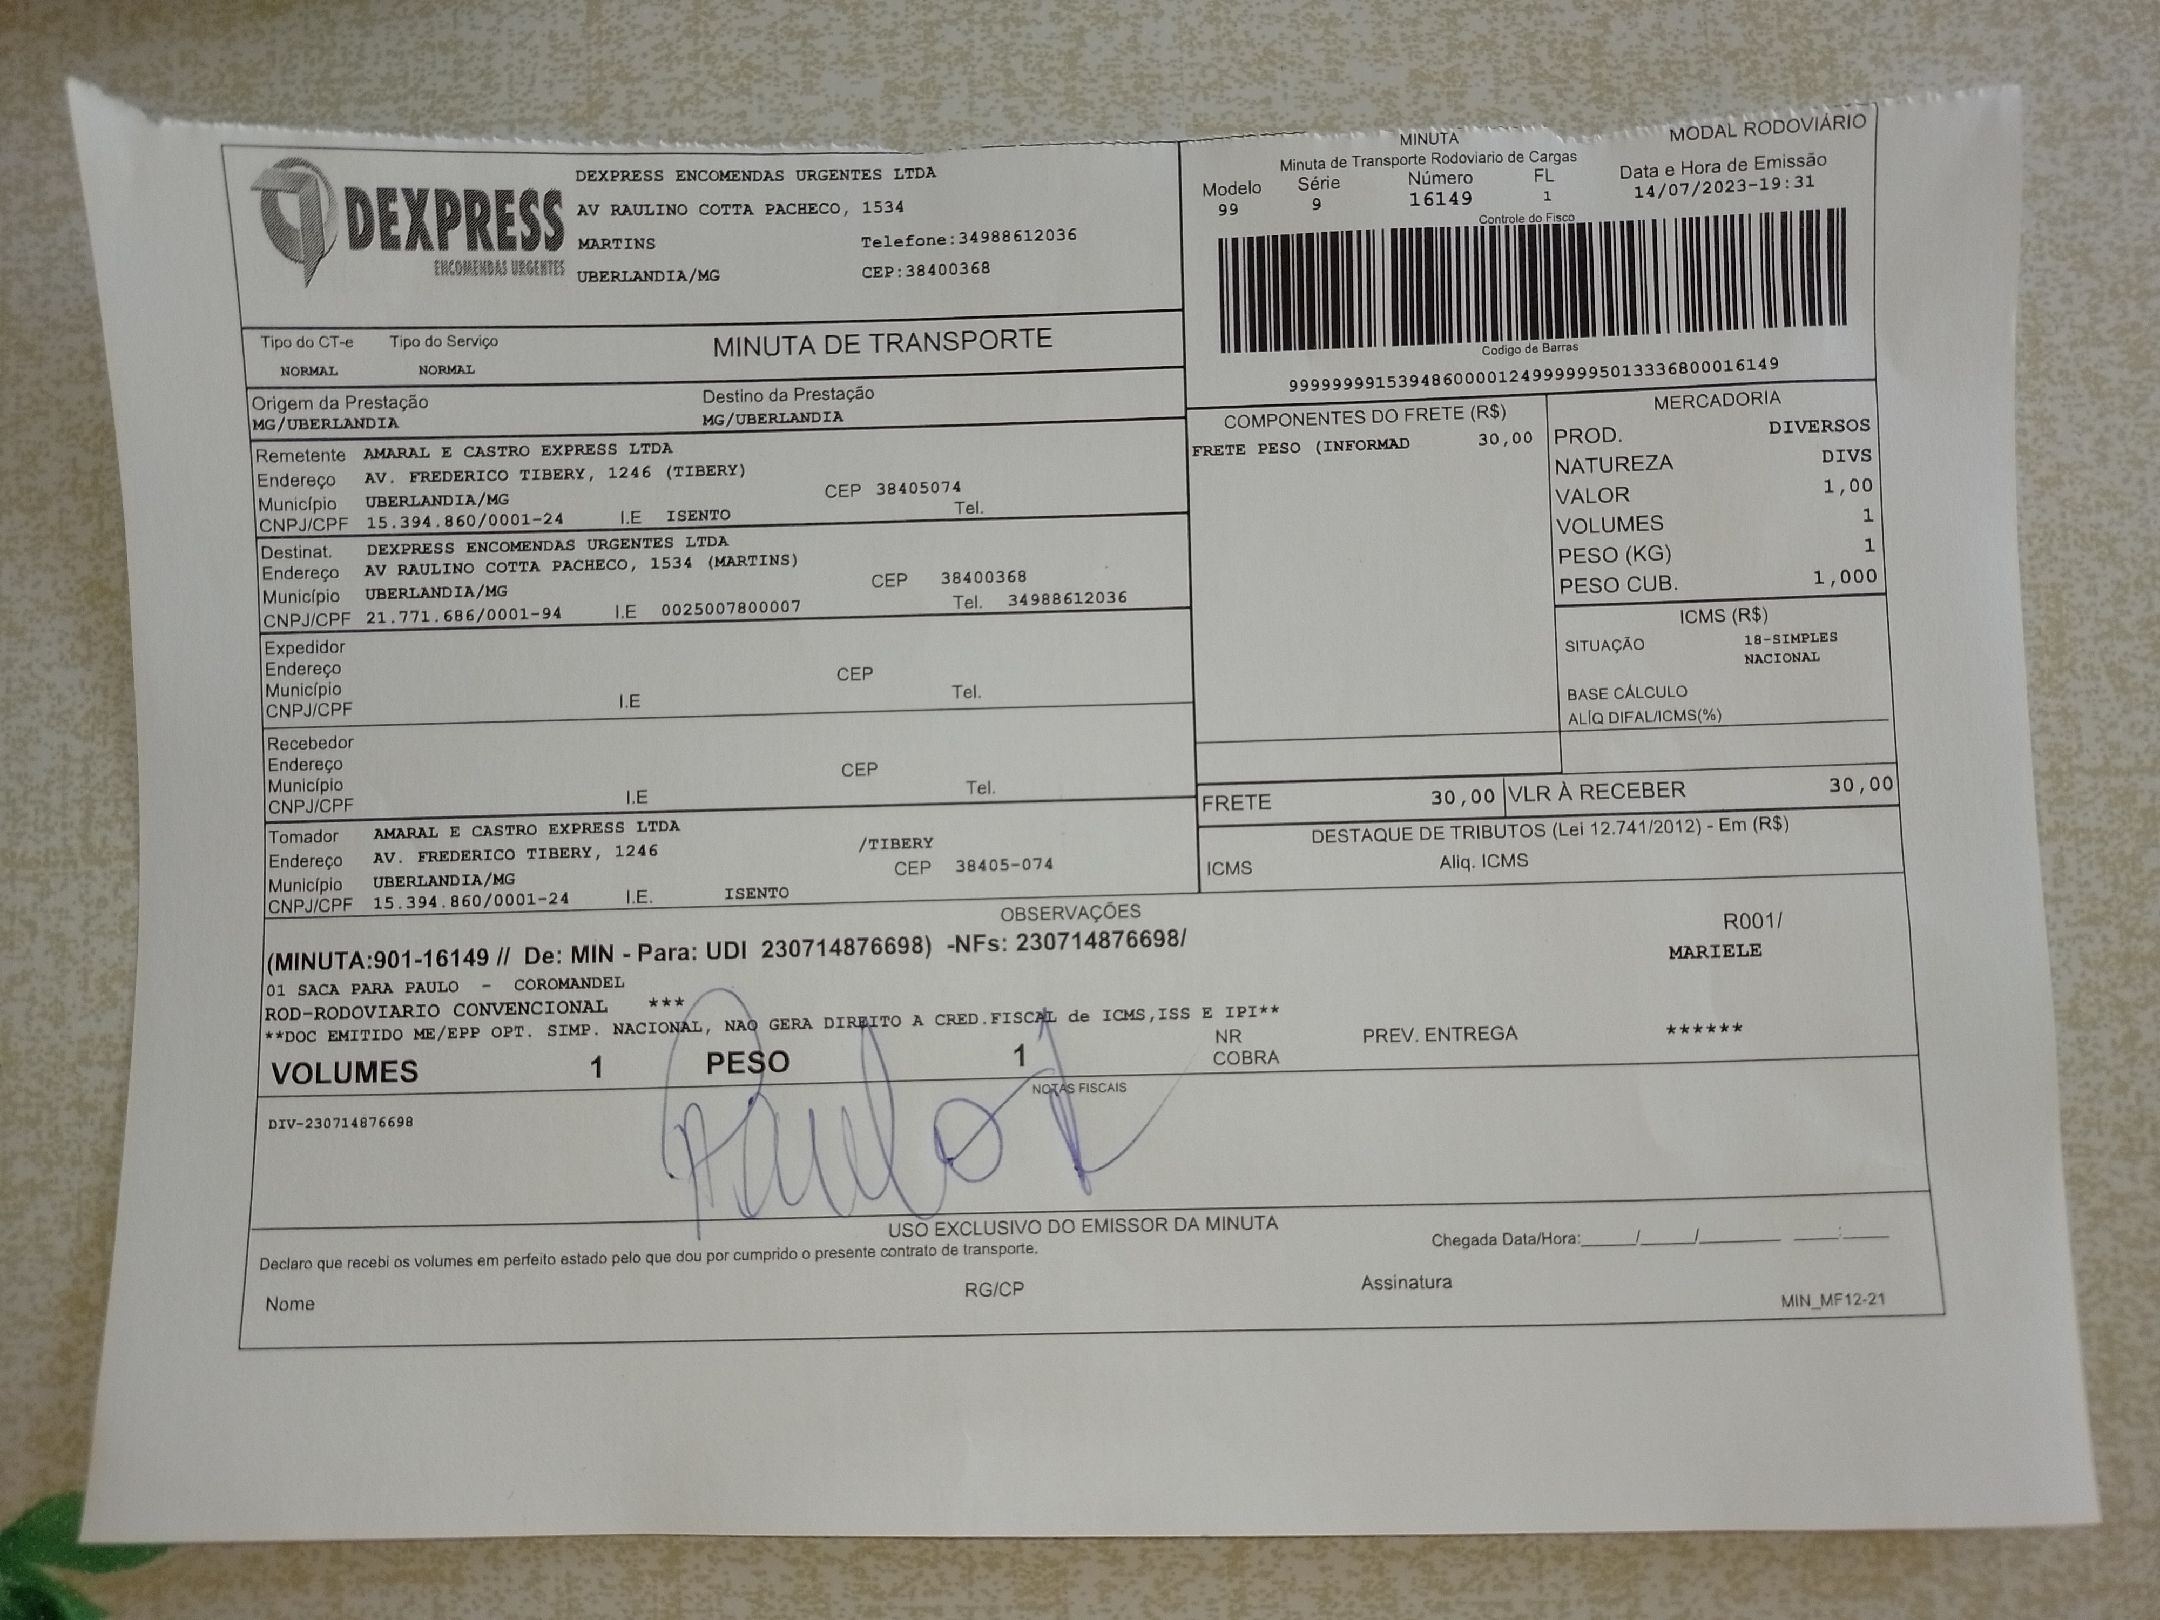 DEXPRESS
ENCOMENDAS URGENTES
DEXPRESS ENCOMENDAS URGENTES LTDA
AV RAULINO COTTA PACHECO, 1534
MARTINS Telefone:34988612036
UBERLANDIA/MG CEP:38400368
MINUTA MODAL RODOVIÁRIO
Minuta de Transporte Rodoviario de Cargas Data e Hora de Emissão
Modelo Série Número FL 14/07/2023-19:31
99 9 16149 1
Controle do Fisco
Codigo de Barras
999999991539486000012499999995013336800016149
Tipo do CT-e Tipo do Serviço MINUTA DE TRANSPORTE
NORMAL NORMAL
Origem da Prestação Destino da Prestação
MG/UBERLANDIA MG/UBERLANDIA
Remetente AMARAL E CASTRO EXPRESS LTDA
Endereço AV. FREDERICO TIBERY, 1246 (TIBERY)
Município UBERLANDIA/MG CEP 38405074
CNPJ/CPF 15.394.860/0001-24 I.E ISENTO Tel.
Destinat. DEXPRESS ENCOMENDAS URGENTES LTDA
Endereço AV RAULINO COTTA PACHECO, 1534 (MARTINS)
Município UBERLANDIA/MG CEP 38400368
CNPJ/CPF 21.771.686/0001-94 I.E 0025007800007 Tel. 34988612036
Expedidor
Endereço
Município CEP
CNPJ/CPF I.E Tel.
Recebedor
Endereço
Município CEP
CNPJ/CPF I.E Tel.
Tomador AMARAL E CASTRO EXPRESS LTDA
Endereço AV. FREDERICO TIBERY, 1246 /TIBERY
Município UBERLANDIA/MG CEP 38405-074
CNPJ/CPF 15.394.860/0001-24 I.E. ISENTO
COMPONENTES DO FRETE (R$)
FRETE PESO (INFORMAD 30,00
MERCADORIA
PROD. DIVERSOS
NATUREZA DIVS
VALOR 1,00
VOLUMES 1
PESO (KG) 1
PESO CUB. 1,000
ICMS (R$)
SITUAÇÃO 18-SIMPLES
NACIONAL
BASE CÁLCULO
ALÍQ DIFAL/ICMS(%)
FRETE 30,00 VLR À RECEBER 30,00
DESTAQUE DE TRIBUTOS (Lei 12.741/2012) - Em (R$)
ICMS Aliq. ICMS
OBSERVAÇÕES
(MINUTA:901-16149 // De: MIN - Para: UDI 230714876698) -NFs: 230714876698/ R001/
MARIELE
01 SACA PARA PAULO - COROMANDEL
ROD-RODOVIARIO CONVENCIONAL ***
**DOC EMITIDO ME/EPP OPT. SIMP. NACIONAL, NAO GERA DIREITO A CRED.FISCAL de ICMS,ISS E IPI**
VOLUMES 1 PESO 1 NR COBRA PREV. ENTREGA ******
NOTAS FISCAIS
DIV-230714876698
Paulo
USO EXCLUSIVO DO EMISSOR DA MINUTA
Declaro que recebi os volumes em perfeito estado pelo que dou por cumprido o presente contrato de transporte. Chegada Data/Hora:_____/_____/________ ____:____
Nome RG/CP Assinatura
MIN_MF12-21